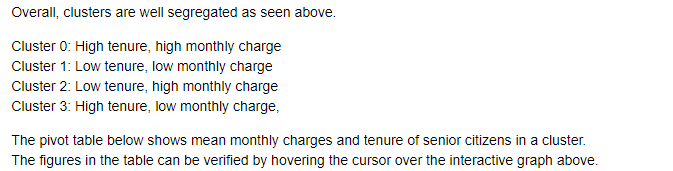 Overall, clusters are well segregated as seen above.
Cluster 0: High tenure, high monthly charge
Cluster 1: Low tenure, low monthly charge
Cluster 2: Low tenure, high monthly charge
Cluster 3: High tenure, low monthly charge,
The pivot table below shows mean monthly charges and tenure of senior citizens in a cluster.
The figures in the table can be verified by hovering the cursor over the interactive graph above.